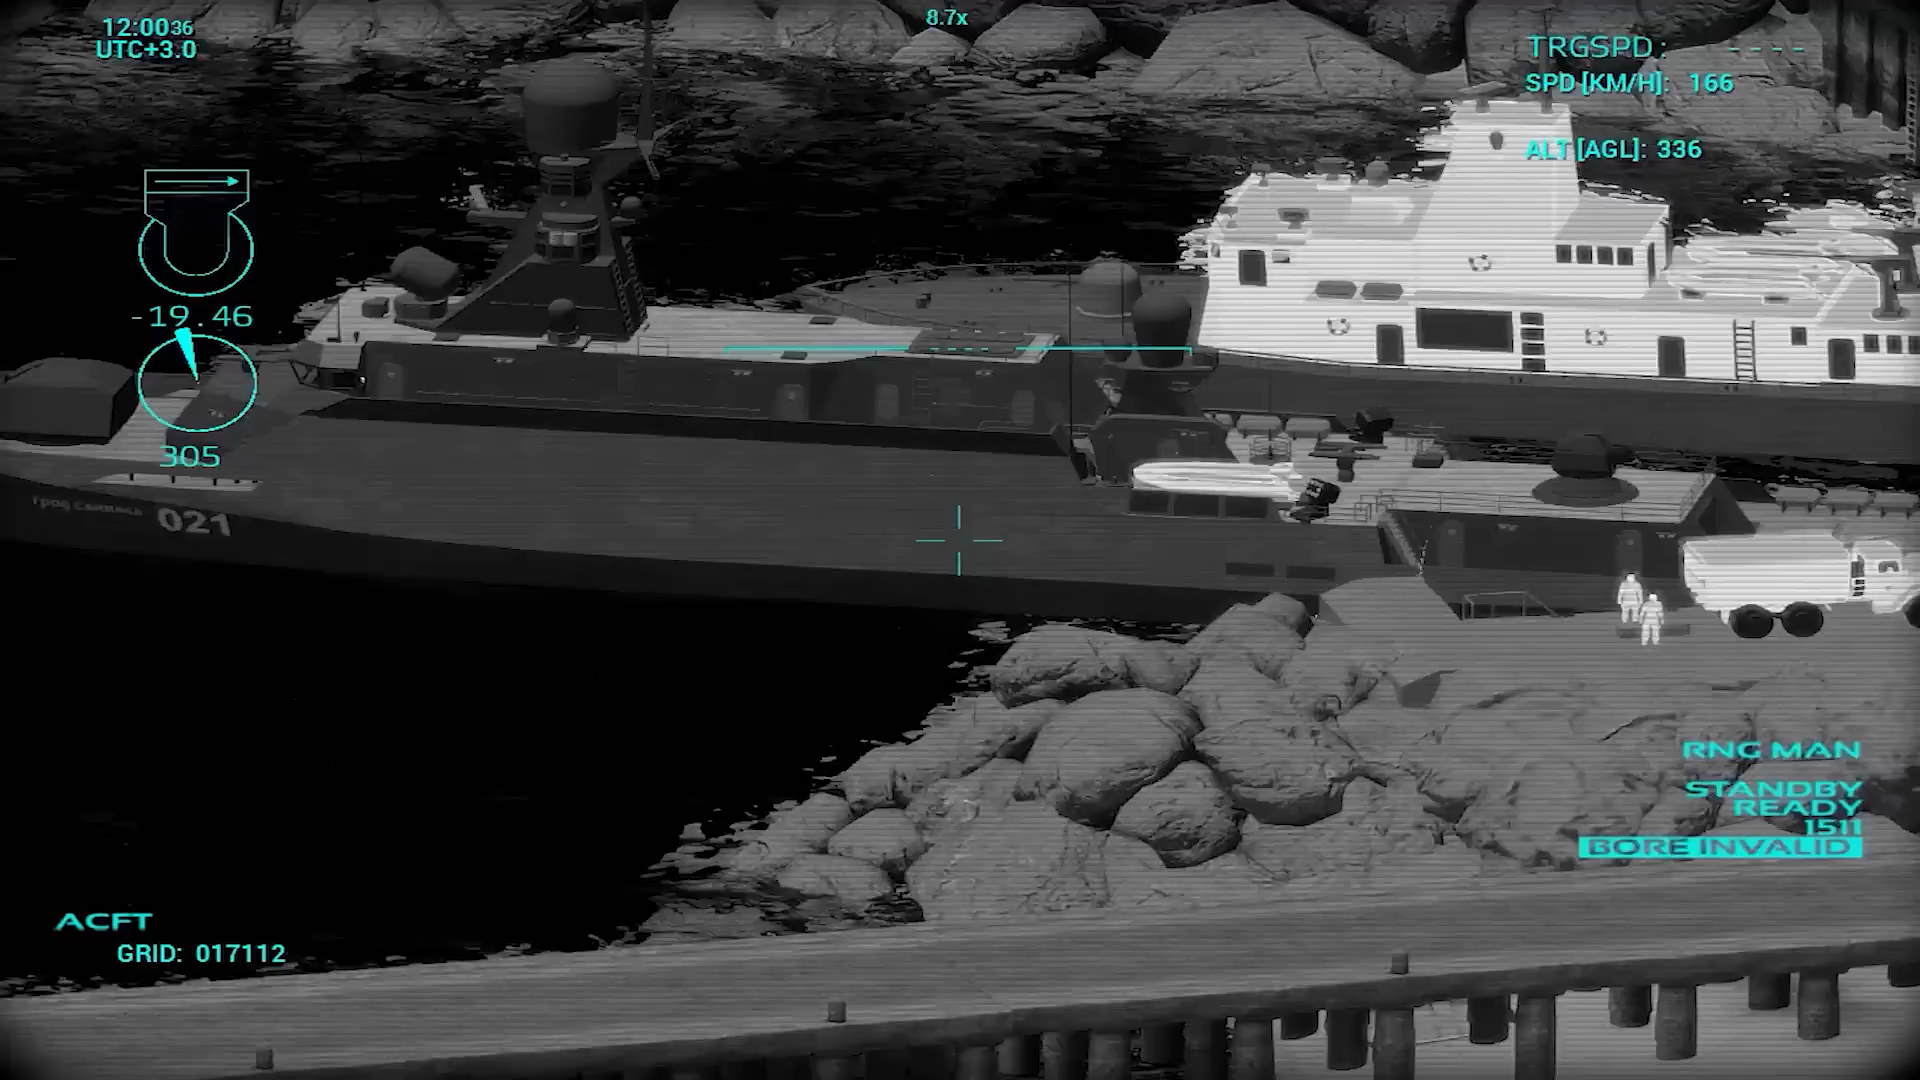 12:00:36
UTC+3.0
8.7x
TRGSPD: - - - -
SPD [KM/H]: 166
ALT [AGL]: 336
-19.46
305
021
RNG MAN
STANDBY
READY
1511
BORE INVALID
ACFT
GRID: 017112